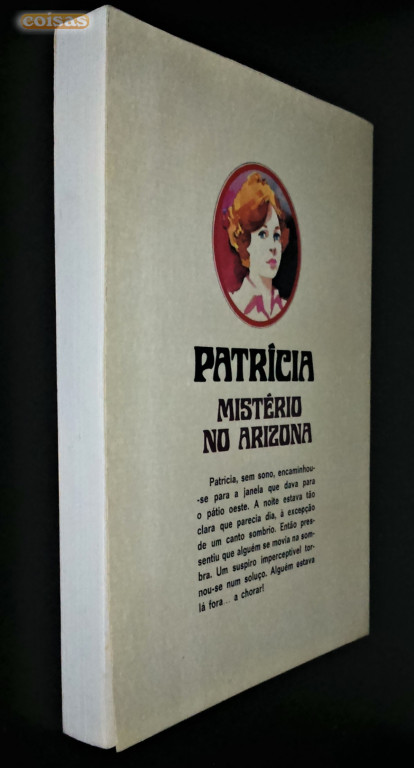 coisas
PATRÍCIA
MISTÉRIO
NO ARIZONA
Patrícia, sem sono, encaminhou-
-se para a janela que dava para
o pátio oeste. A noite estava tão
clara que parecia dia, à excepção
de um canto sombrio. Então pres-
sentiu que alguém se movia na som-
bra. Um suspiro imperceptível tor-
nou-se num soluço. Alguém estava
lá fora... a chorar!